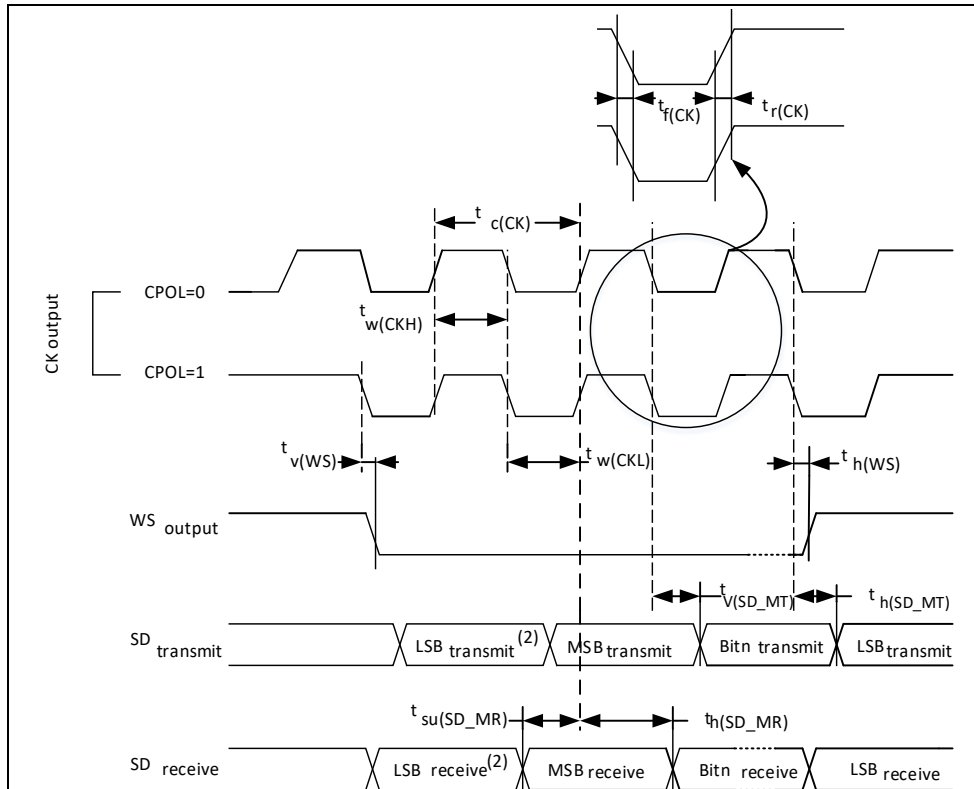 t f(CK)
t r(CK)
t c(CK)
CK output
CPOL=0
t w(CKH)
CPOL=1
t v(WS)
t w(CKL)
t h(WS)
WS output
t V(SD_MT)
t h(SD_MT)
SD transmit
LSB transmit(2)
MSB transmit
Bitn transmit
LSB transmit
t su(SD_MR)
th(SD_MR)
SD receive
LSB receive(2)
MSB receive
Bitn receive
LSB receive